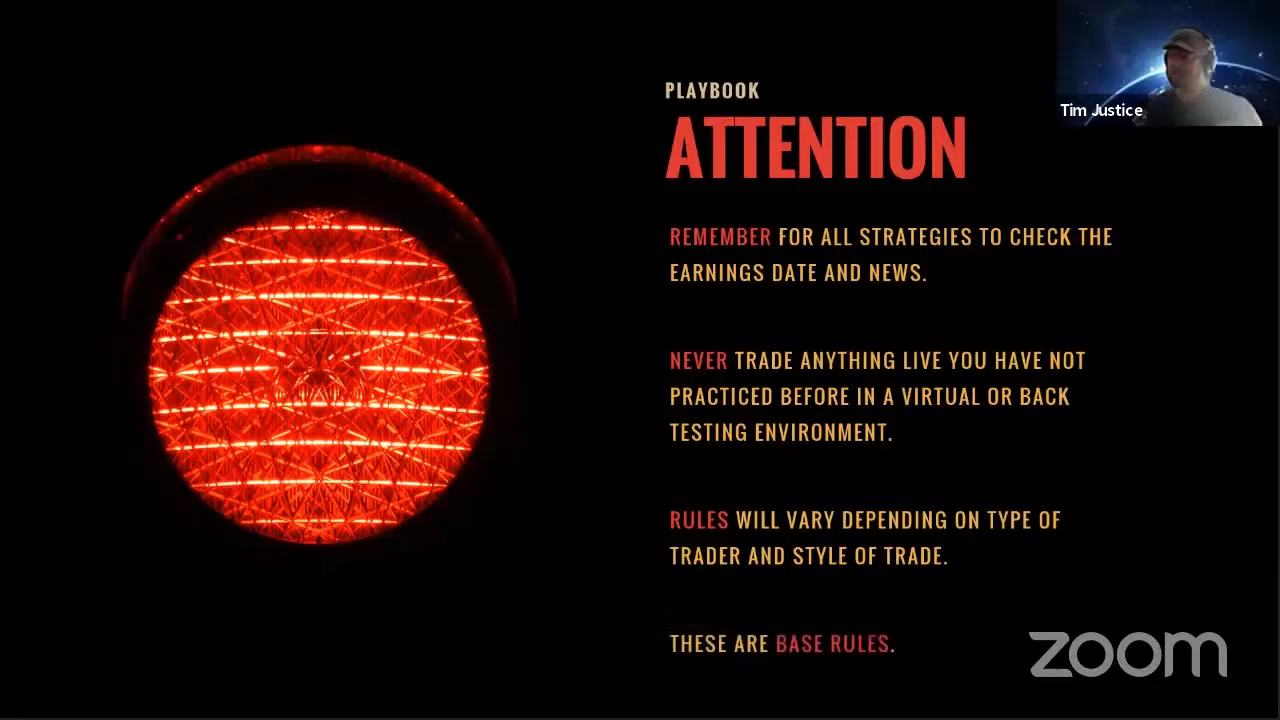 PLAYBOOK
ATTENTION
Tim Justice
REMEMBER FOR ALL STRATEGIES TO CHECK THE
EARNINGS DATE AND NEWS.
NEVER TRADE ANYTHING LIVE YOU HAVE NOT
PRACTICED BEFORE IN A VIRTUAL OR BACK
TESTING ENVIRONMENT.
RULES WILL VARY DEPENDING ON TYPE OF
TRADER AND STYLE OF TRADE.
THESE ARE BASE RULES.
zoom